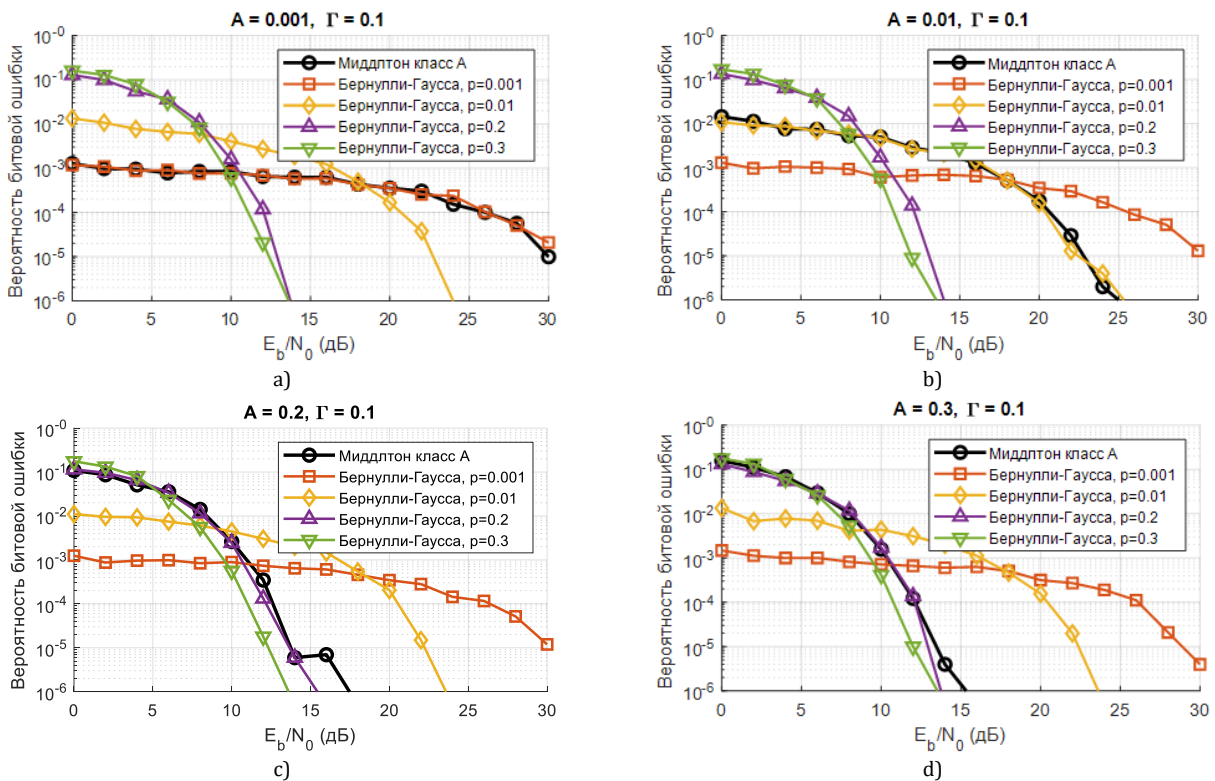 A = 0.001, Γ = 0.1
Вероятность битовой ошибки
10^-0
10^-1
10^-2
10^-3
10^-4
10^-5
10^-6
Миддлтон класс А
Бернулли-Гаусса, p=0.001
Бернулли-Гаусса, p=0.01
Бернулли-Гаусса, p=0.2
Бернулли-Гаусса, p=0.3
0 5 10 15 20 25 30
E_b/N_0 (дБ)
a)
A = 0.01, Γ = 0.1
Вероятность битовой ошибки
10^-0
10^-1
10^-2
10^-3
10^-4
10^-5
10^-6
Миддлтон класс А
Бернулли-Гаусса, p=0.001
Бернулли-Гаусса, p=0.01
Бернулли-Гаусса, p=0.2
Бернулли-Гаусса, p=0.3
0 5 10 15 20 25 30
E_b/N_0 (дБ)
b)
A = 0.2, Γ = 0.1
Вероятность битовой ошибки
10^-0
10^-1
10^-2
10^-3
10^-4
10^-5
10^-6
Миддлтон класс А
Бернулли-Гаусса, p=0.001
Бернулли-Гаусса, p=0.01
Бернулли-Гаусса, p=0.2
Бернулли-Гаусса, p=0.3
0 5 10 15 20 25 30
E_b/N_0 (дБ)
c)
A = 0.3, Γ = 0.1
Вероятность битовой ошибки
10^-0
10^-1
10^-2
10^-3
10^-4
10^-5
10^-6
Миддлтон класс А
Бернулли-Гаусса, p=0.001
Бернулли-Гаусса, p=0.01
Бернулли-Гаусса, p=0.2
Бернулли-Гаусса, p=0.3
0 5 10 15 20 25 30
E_b/N_0 (дБ)
d)